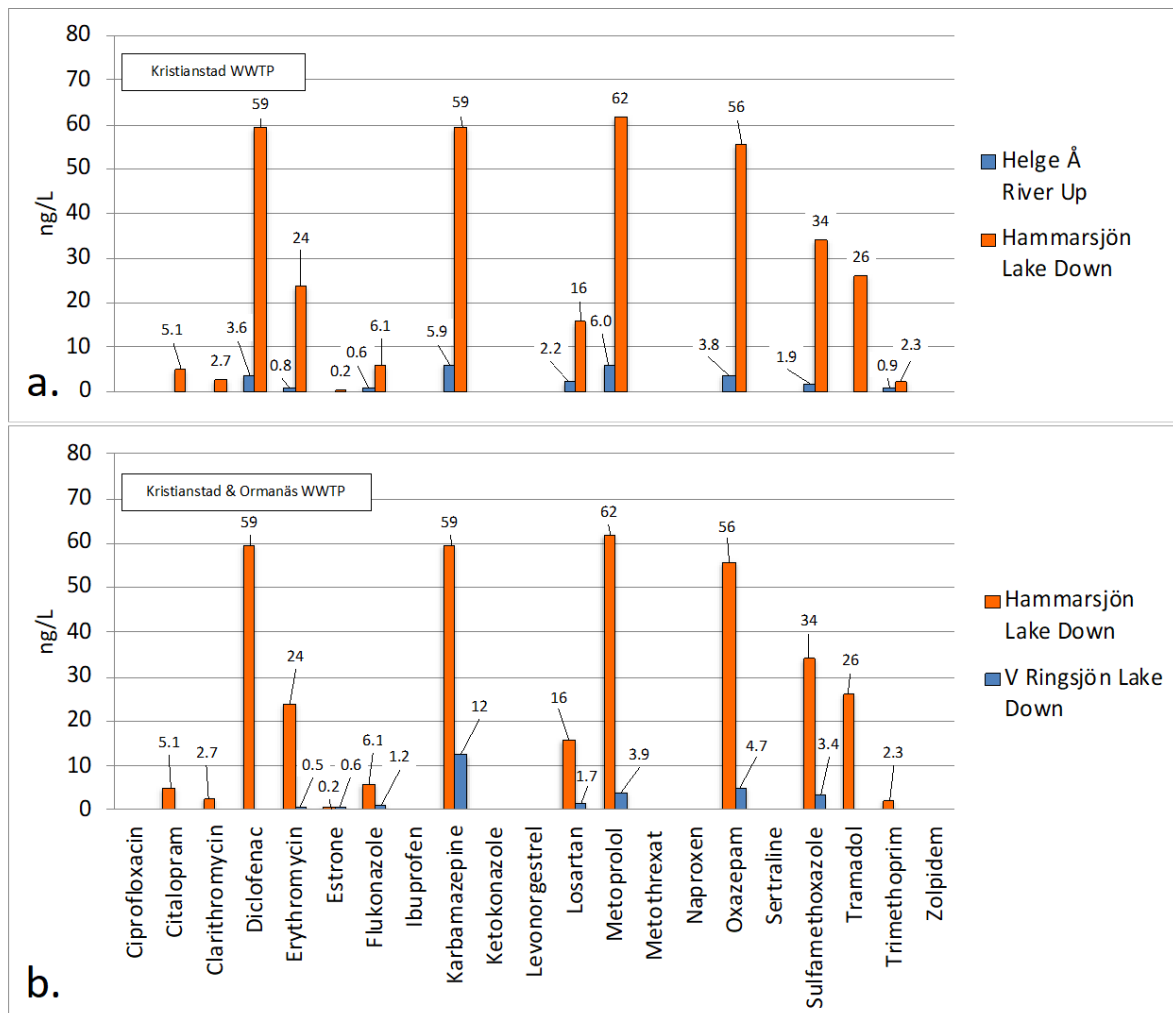 80
70
60
50
40
30
20
10
0
ng/L
Kristianstad WWTP
5.1
2.7
3.6
59
0.8
24
0.2
0.6
6.1
5.9
59
2.2
16
6.0
62
3.8
56
1.9
34
26
0.9
2.3
Helge Å
River Up
Hammarsjön
Lake Down
a.
80
70
60
50
40
30
20
10
0
ng/L
Kristianstad & Ormanäs WWTP
5.1
2.7
59
24
0.5
0.2
0.6
6.1
1.2
59
12
16
1.7
62
3.9
56
4.7
34
3.4
26
2.3
Hammarsjön
Lake Down
V Ringsjön Lake
Down
Ciprofloxacin
Citalopram
Clarithromycin
Diclofenac
Erythromycin
Estrone
Flukonazole
Ibuprofen
Karbamazepine
Ketokonazole
Levonorgestrel
Losartan
Metoprolol
Metothrexat
Naproxen
Oxazepam
Sertraline
Sulfamethoxazole
Tramadol
Trimethoprim
Zolpidem
b.